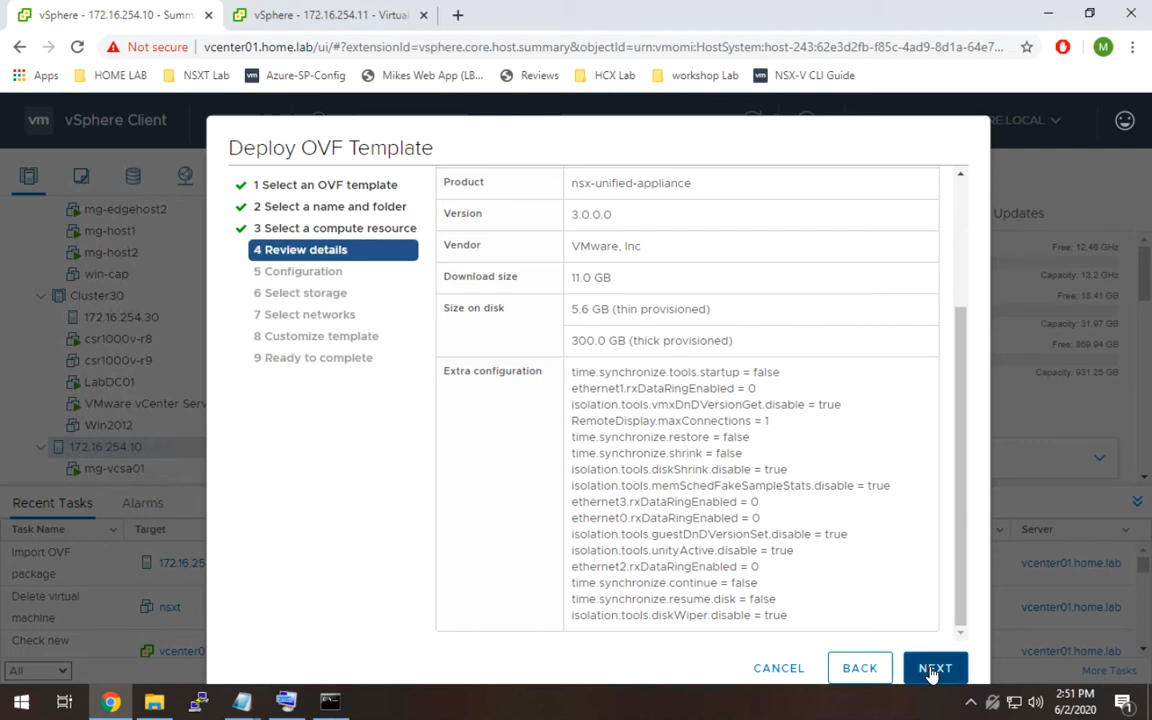 vSphere - 172.16.254.10 - Summ
vSphere - 172.16.254.11 - Virtual
Not secure
vcenter01.home.lab/ui/#?extensionId=vsphere.core.host.summary&objectId=urn:vmomi:HostSystem:host-243:62e3d2fb-f85c-4ad9-8d1a-64e7...
M
Apps
HOME LAB
NSXT Lab
vm
Azure-SP-Config
Mikes Web App (LB...
Reviews
HCX Lab
workshop Lab
vm
NSX-V CLI Guide
vm
vSphere Client
RE.LOCAL
mg-edgehost2
mg-host1
mg-host2
win-cap
Cluster30
172.16.254.30
csr1000v-r8
csr1000v-r9
LabDC01
VMware vCenter Serv
Win2012
172.16.254.10
mg-vcsa01
Updates
Free: 12.46 GHz
Capacity: 13.2 GHz
Free: 18.41 GB
Capacity: 31.97 GB
Free: 869.94 GB
Capacity: 931.25 GB
Deploy OVF Template
1 Select an OVF template
2 Select a name and folder
3 Select a compute resource
4 Review details
5 Configuration
6 Select storage
7 Select networks
8 Customize template
9 Ready to complete
Product
nsx-unified-appliance
Version
3.0.0.0
Vendor
VMware, Inc
Download size
11.0 GB
Size on disk
5.6 GB (thin provisioned)
300.0 GB (thick provisioned)
Extra configuration
time.synchronize.tools.startup = false
ethernet1.rxDataRingEnabled = 0
isolation.tools.vmxDnDVersionGet.disable = true
RemoteDisplay.maxConnections = 1
time.synchronize.restore = false
time.synchronize.shrink = false
isolation.tools.diskShrink.disable = true
isolation.tools.memSchedFakeSampleStats.disable = true
ethernet3.rxDataRingEnabled = 0
ethernet0.rxDataRingEnabled = 0
isolation.tools.guestDnDVersionSet.disable = true
isolation.tools.unityActive.disable = true
ethernet2.rxDataRingEnabled = 0
time.synchronize.continue = false
time.synchronize.resume.disk = false
isolation.tools.diskWiper.disable = true
CANCEL
BACK
NEXT
Recent Tasks
Alarms
Task Name
Target
Server
Import OVF
package
172.16.25
vcenter01.home.lab
Delete virtual
machine
nsxt
vcenter01.home.lab
Check new
vcenter0
vcenter01.home.lab
All
More Tasks
2:51 PM
6/2/2020
1